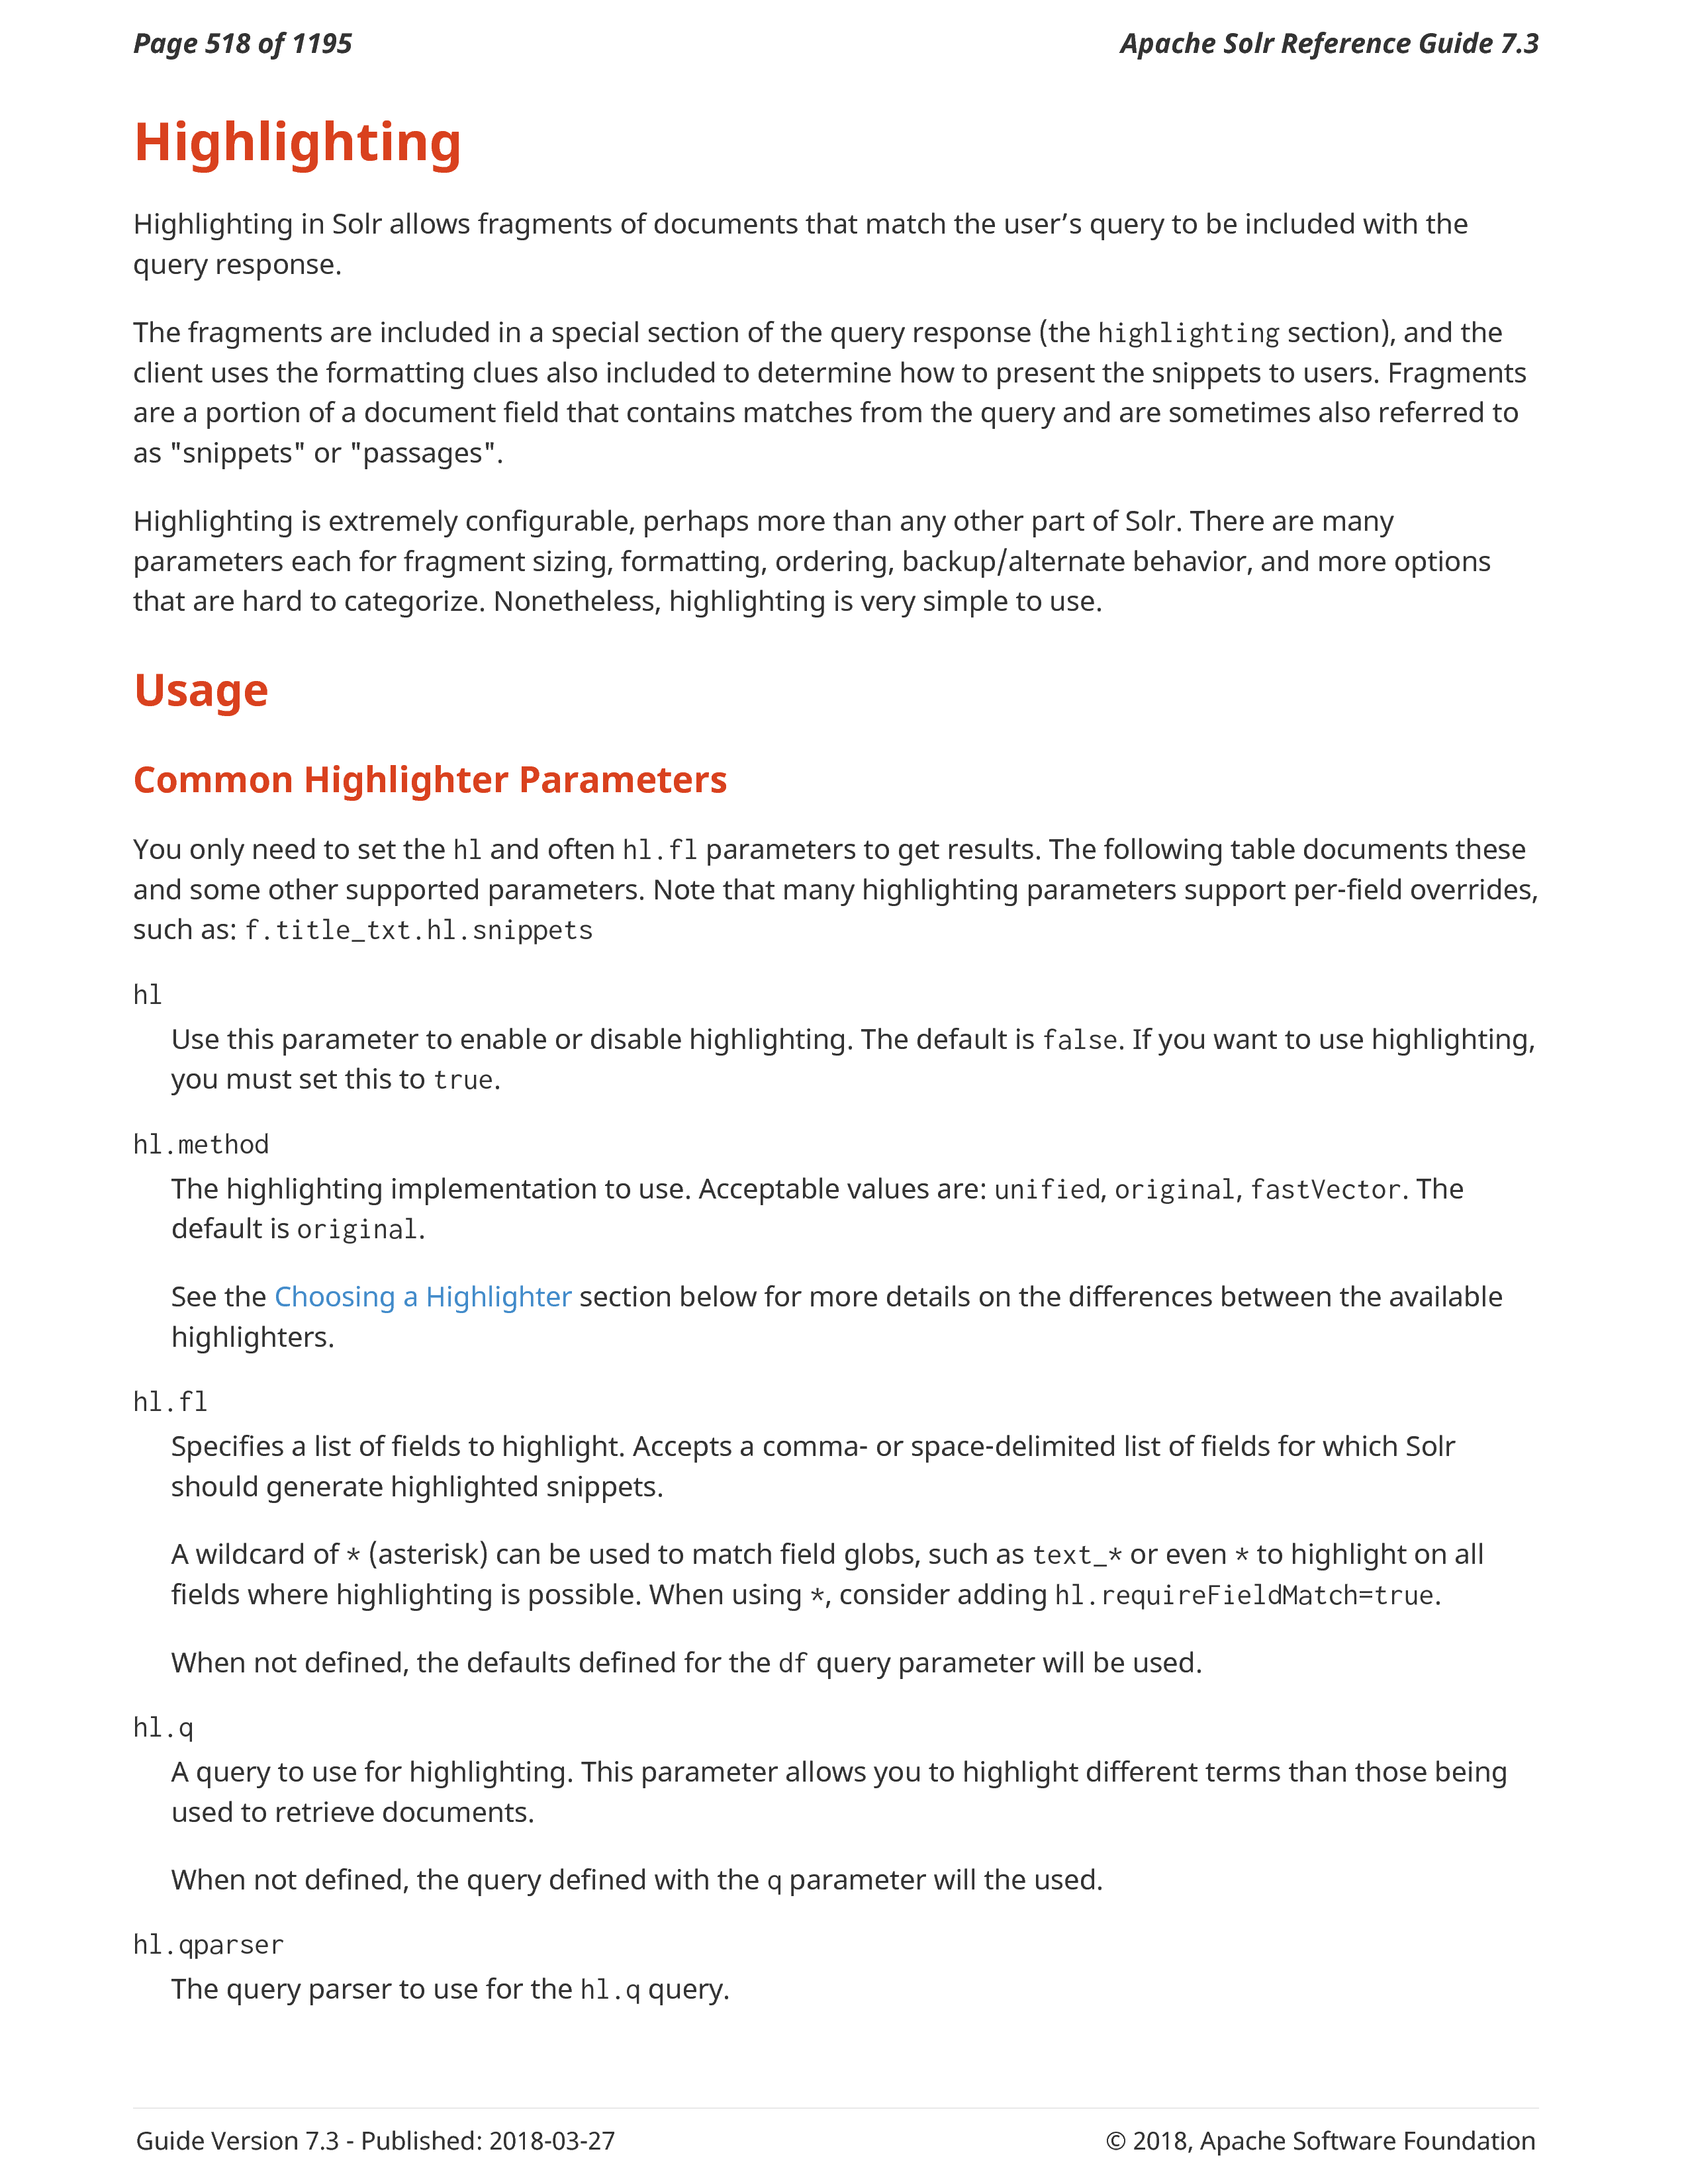 Page 518 of 1195
Apache Solr Reference Guide 7.3
Highlighting
Highlighting in Solr allows fragments of documents that match the user’s query to be included with the
query response.
The fragments are included in a special section of the query response (the highlighting section), and the
client uses the formatting clues also included to determine how to present the snippets to users. Fragments
are a portion of a document field that contains matches from the query and are sometimes also referred to
as "snippets" or "passages".
Highlighting is extremely configurable, perhaps more than any other part of Solr. There are many
parameters each for fragment sizing, formatting, ordering, backup/alternate behavior, and more options
that are hard to categorize. Nonetheless, highlighting is very simple to use.
Usage
Common Highlighter Parameters
You only need to set the hl and often hl.fl parameters to get results. The following table documents these
and some other supported parameters. Note that many highlighting parameters support per-field overrides,
such as: f.title_txt.hl.snippets
hl
Use this parameter to enable or disable highlighting. The default is false. If you want to use highlighting,
you must set this to true.
hl.method
The highlighting implementation to use. Acceptable values are: unified, original, fastVector. The
default is original.
See the Choosing a Highlighter section below for more details on the differences between the available
highlighters.
hl.fl
Specifies a list of fields to highlight. Accepts a comma- or space-delimited list of fields for which Solr
should generate highlighted snippets.
A wildcard of * (asterisk) can be used to match field globs, such as text_* or even * to highlight on all
fields where highlighting is possible. When using *, consider adding hl.requireFieldMatch=true.
When not defined, the defaults defined for the df query parameter will be used.
hl.q
A query to use for highlighting. This parameter allows you to highlight different terms than those being
used to retrieve documents.
When not defined, the query defined with the q parameter will the used.
hl.qparser
The query parser to use for the hl.q query.
Guide Version 7.3 - Published: 2018-03-27
© 2018, Apache Software Foundation